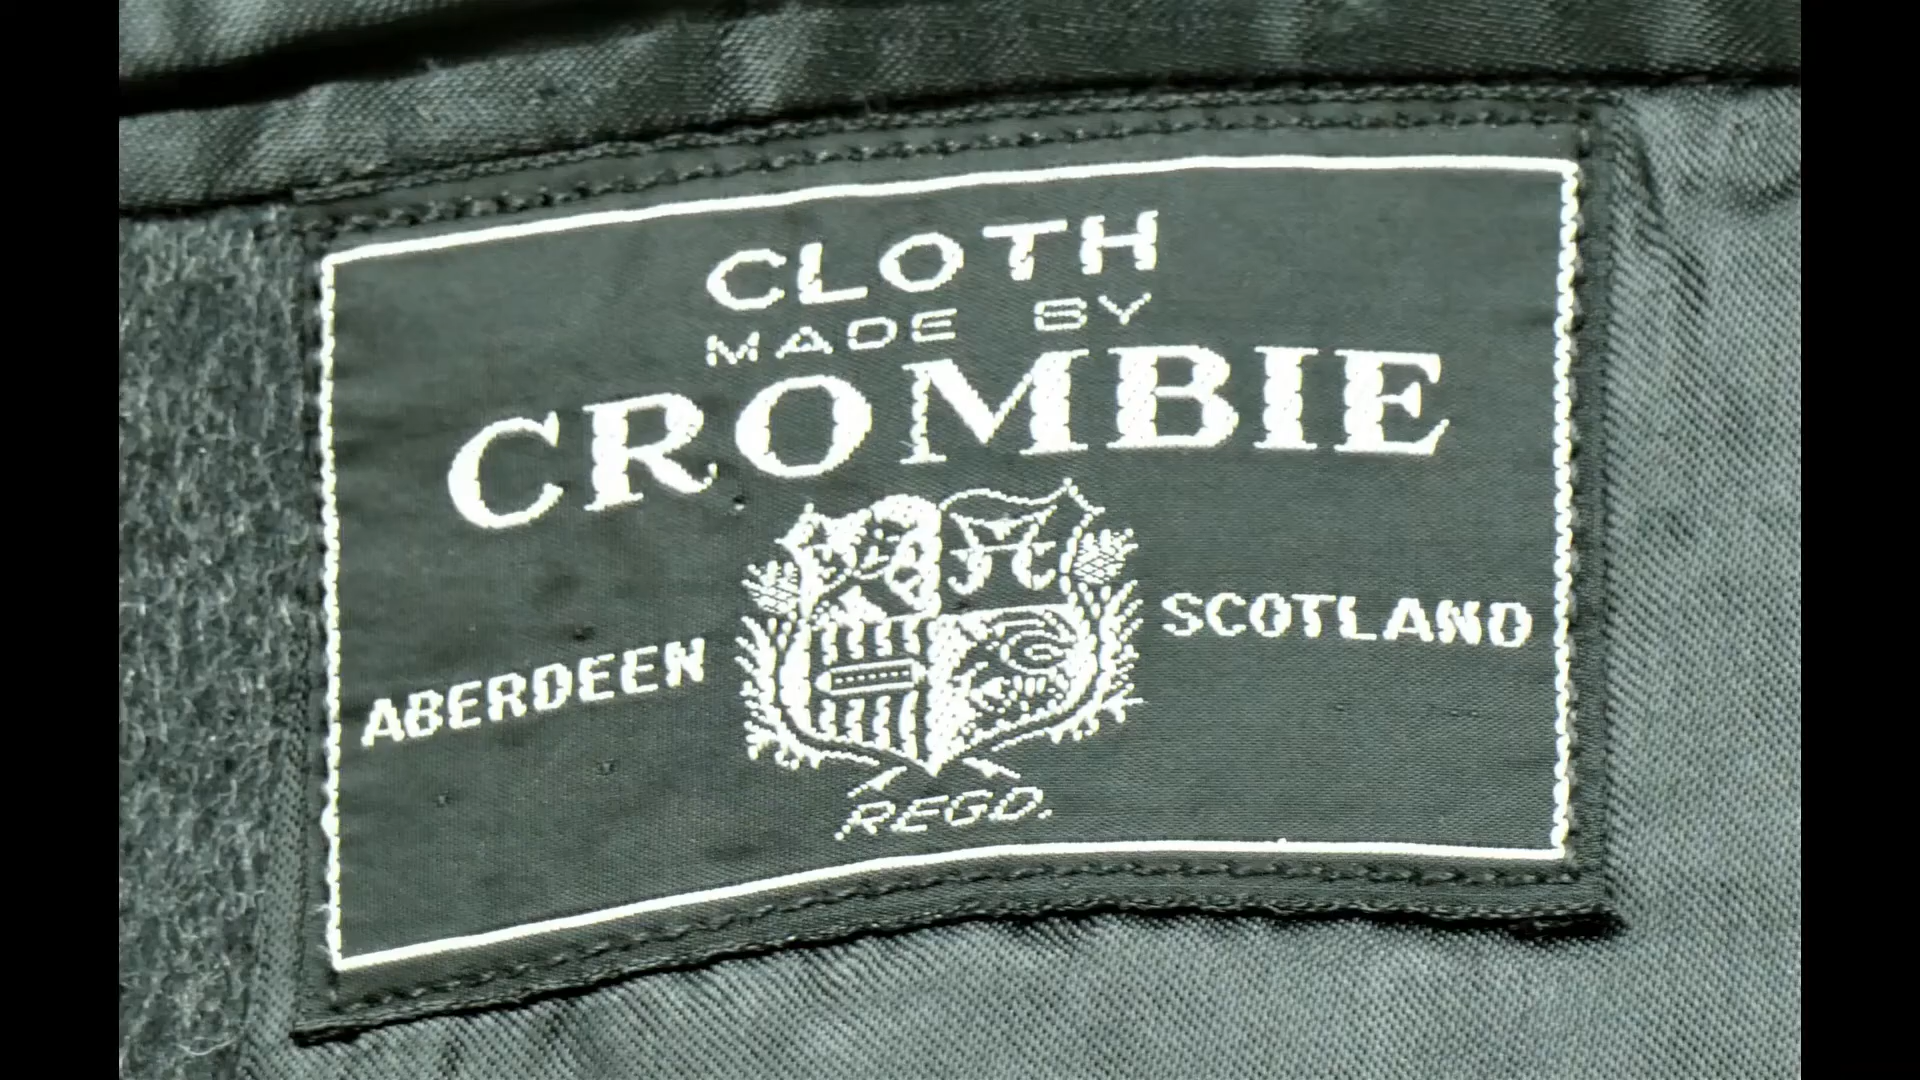 CLOTH
MADE BY
CROMBIE
ABERDEEN SCOTLAND
REGD.